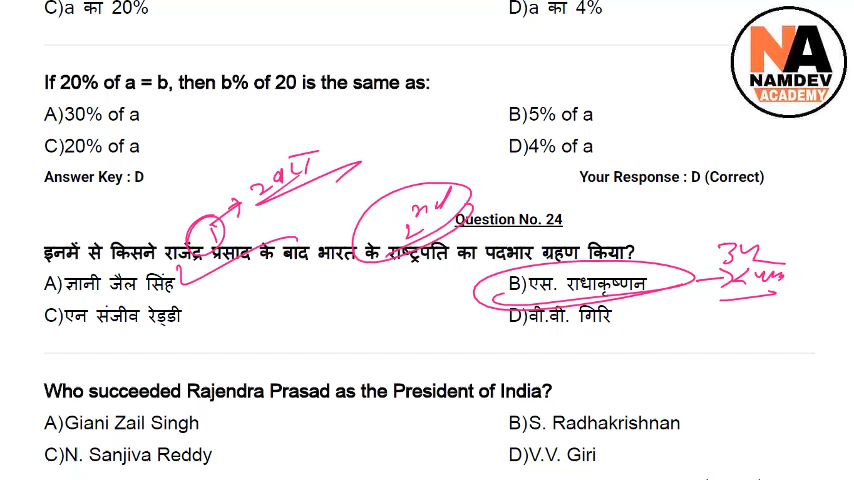 C)a का 20% D)a का 4%
NA
NAMDEV
ACADEMY
If 20% of a = b, then b% of 20 is the same as:
A)30% of a B)5% of a
C)20% of a D)4% of a
Answer Key : D Your Response : D (Correct)
Question No. 24
2nd
इनमें से किसने राजेंद्र प्रसाद के बाद भारत के राष्ट्रपति का पदभार ग्रहण किया?
A)ज्ञानी जैल सिंह B)एस. राधाकृष्णन
C)एन संजीव रेड्डी D)वी.वी. गिरि
Who succeeded Rajendra Prasad as the President of India?
A)Giani Zail Singh B)S. Radhakrishnan
C)N. Sanjiva Reddy D)V.V. Giri